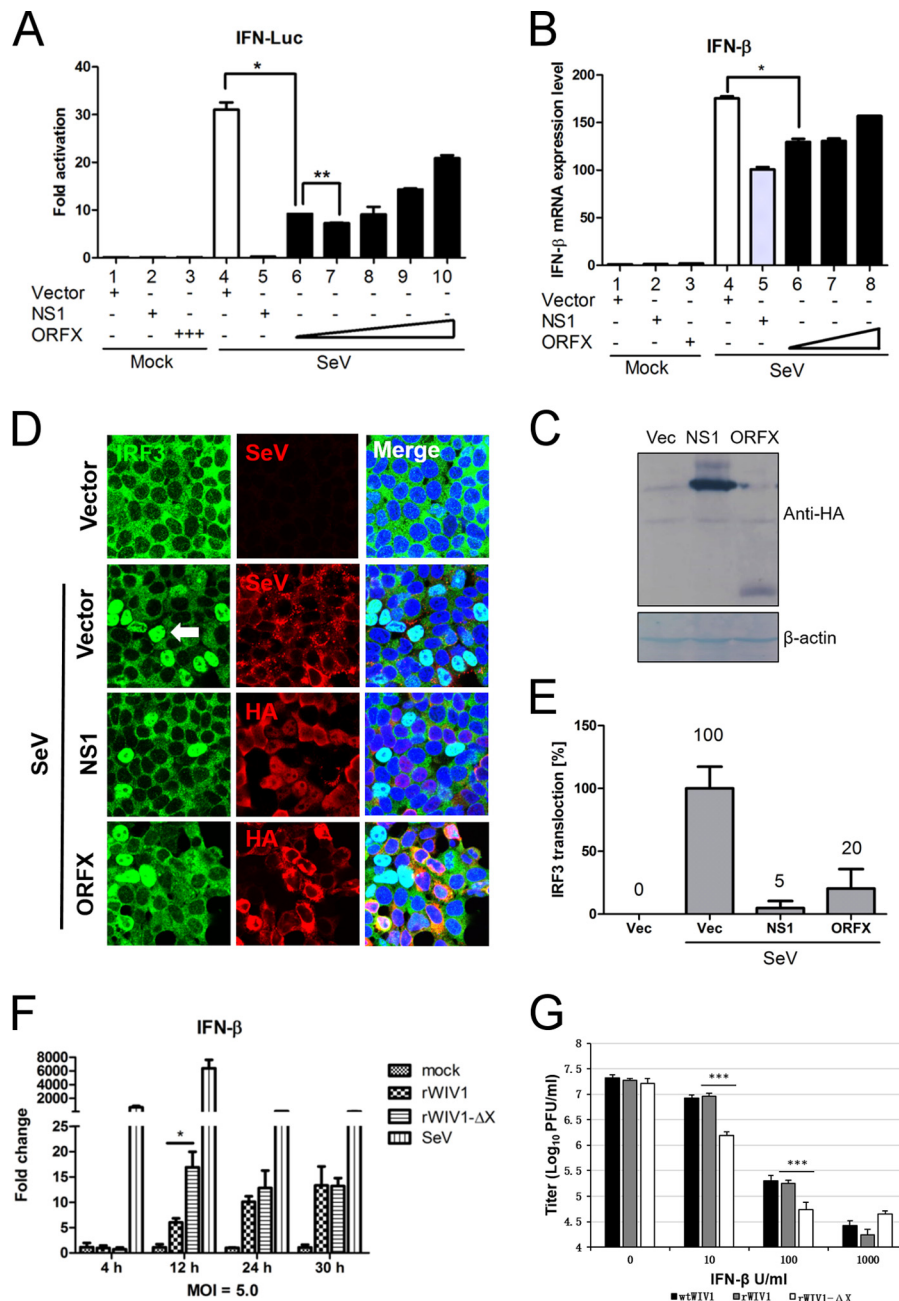 A
IFN-Luc
Fold activation
40
30
20
10
0
* **
1 2 3 4 5 6 7 8 9 10
Vector + - - + - - - - - -
NS1 - + - - + - - - - -
ORFX - - +++ - -
Mock SeV
B
IFN-β
IFN-β mRNA expression level
200
150
100
50
0
*
1 2 3 4 5 6 7 8
Vector + - - + - - - -
NS1 - + - - + - - -
ORFX - - + - -
Mock SeV
D
IRF3 SeV Merge
Vector
SeV
Vector
HA
NS1
HA
ORFX
SeV
C
Vec NS1 ORFX
Anti-HA
β-actin
E
IRF3 transloction [%]
150
100
50
0
0 100 5 20
Vec Vec NS1 ORFX
SeV
F
IFN-β
Fold change
8000
6000
4000
2000
25
20
15
10
5
0
*
mock
rWIV1
rWIV1-ΔX
SeV
4 h 12 h 24 h 30 h
MOI = 5.0
G
Titer (Log10 PFU/ml)
8
7.5
7
6.5
6
5.5
5
4.5
4
***
***
0 10 100 1000
IFN-β U/ml
wtWIV1 rWIV1 rWIV1-ΔX